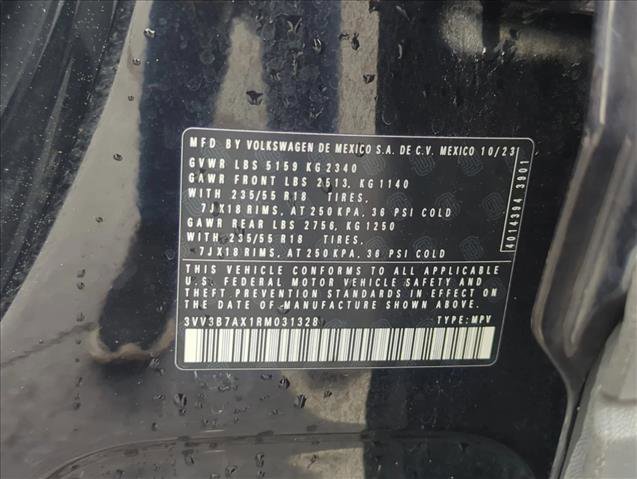 MFD BY VOLKSWAGEN DE MEXICO S.A. DE C.V. MEXICO 10/23
GVWR LBS 5159 KG 2340
GAWR FRONT LBS 2513, KG 1140
WITH 235/55 R18 TIRES.
7JX18 RIMS, AT 250 KPA, 36 PSI COLD
GAWR REAR LBS 2756, KG 1250
WITH 235/55 R18 TIRES.
7JX18 RIMS, AT 250 KPA, 36 PSI COLD
THIS VEHICLE CONFORMS TO ALL APPLICABLE
U.S. FEDERAL MOTOR VEHICLE SAFETY AND
THEFT PREVENTION STANDARDS IN EFFECT ON THE
DATE OF MANUFACTURE SHOWN ABOVE.
3VV3B7AX1RM031328 TYPE: MPV
4014394 3901